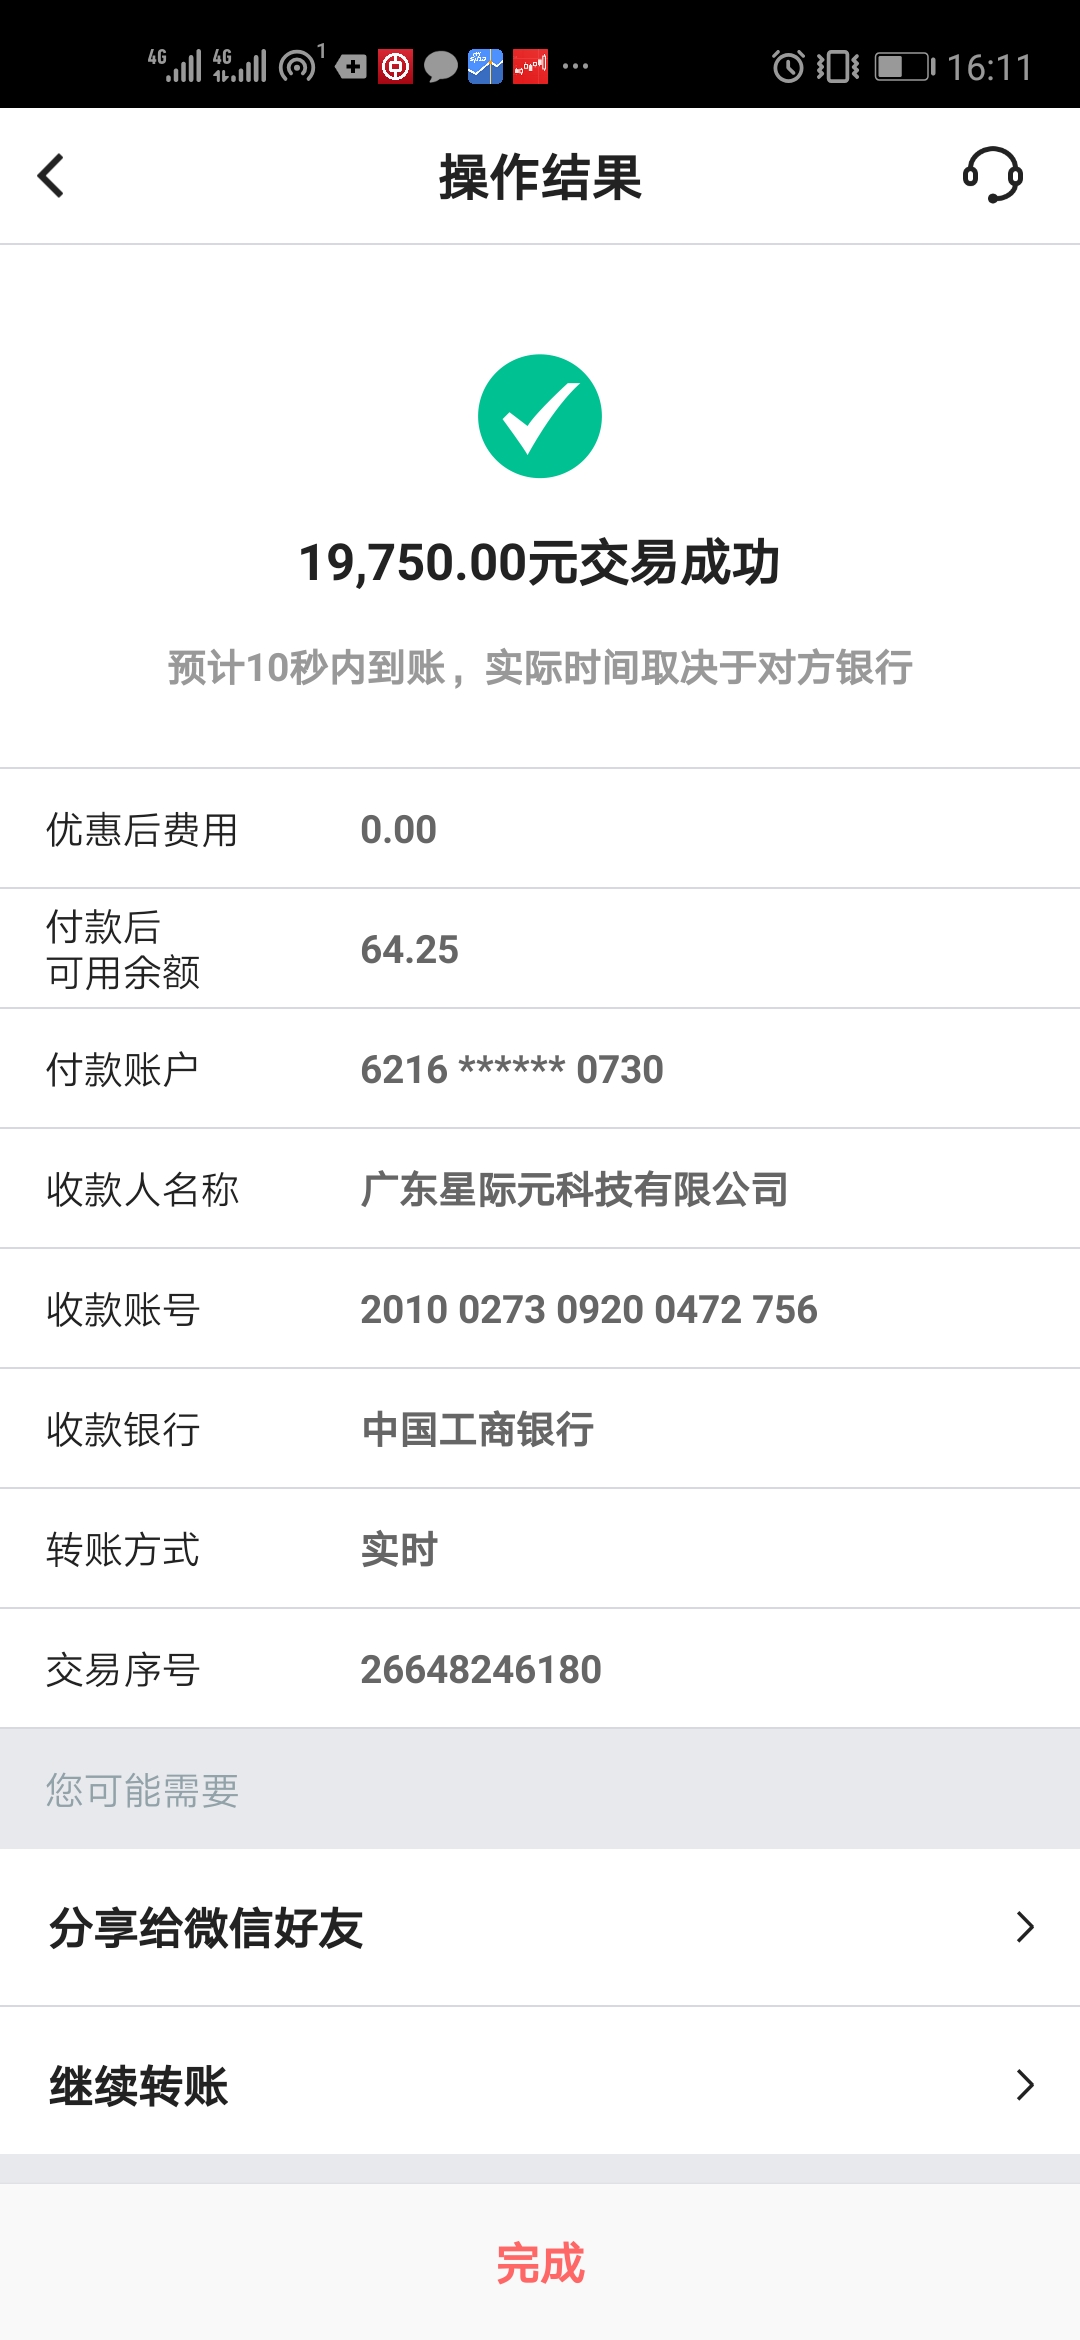 4G 4G 1 16:11
操作结果
19,750.00元交易成功
预计10秒内到账，实际时间取决于对方银行
优惠后费用 0.00
付款后
可用余额 64.25
付款账户 6216 ****** 0730
收款人名称 广东星际元科技有限公司
收款账号 2010 0273 0920 0472 756
收款银行 中国工商银行
转账方式 实时
交易序号 26648246180
您可能需要
分享给微信好友
继续转账
完成